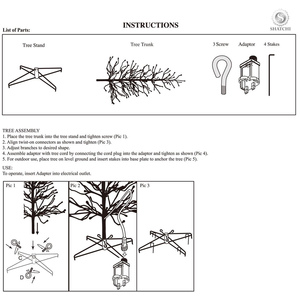 SHATCHI
INSTRUCTIONS
List of Parts:
Tree Stand Tree Trunk 3 Screw Adaptor 4 Stakes
TREE ASSEMBLY
1. Place the tree trunk into the tree stand and tighten screw (Pic 1).
2. Align twist on connectors as shown and tighten (Pic 3).
3. Adjust branches to desired shape.
4. Assemble adaptor with tree cord by connecting the cord plug into the adaptor and tighten as shown (Pic 4).
5. For outdoor use, place tree on level ground and insert stakes into base plate to anchor the tree (Pic 5).
USE:
To operate, insert Adaptor into electrical outlet.
Pic 1 Pic 2 Pic 3
D